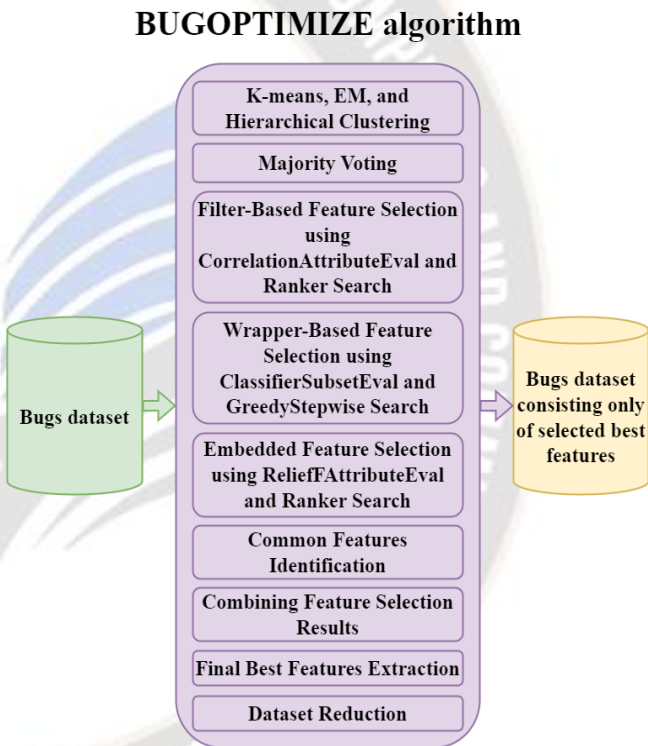 BUGOPTIMIZE algorithm
K-means, EM, and
Hierarchical Clustering
Majority Voting
Filter-Based Feature Selection
using
CorrelationAttributeEval and
Ranker Search
Wrapper-Based Feature
Selection using
ClassifierSubsetEval and
GreedyStepwise Search
Embedded Feature Selection
using ReliefFAttributeEval
and Ranker Search
Common Features
Identification
Combining Feature Selection
Results
Final Best Features Extraction
Dataset Reduction
Bugs dataset
Bugs dataset
consisting only
of selected best
features